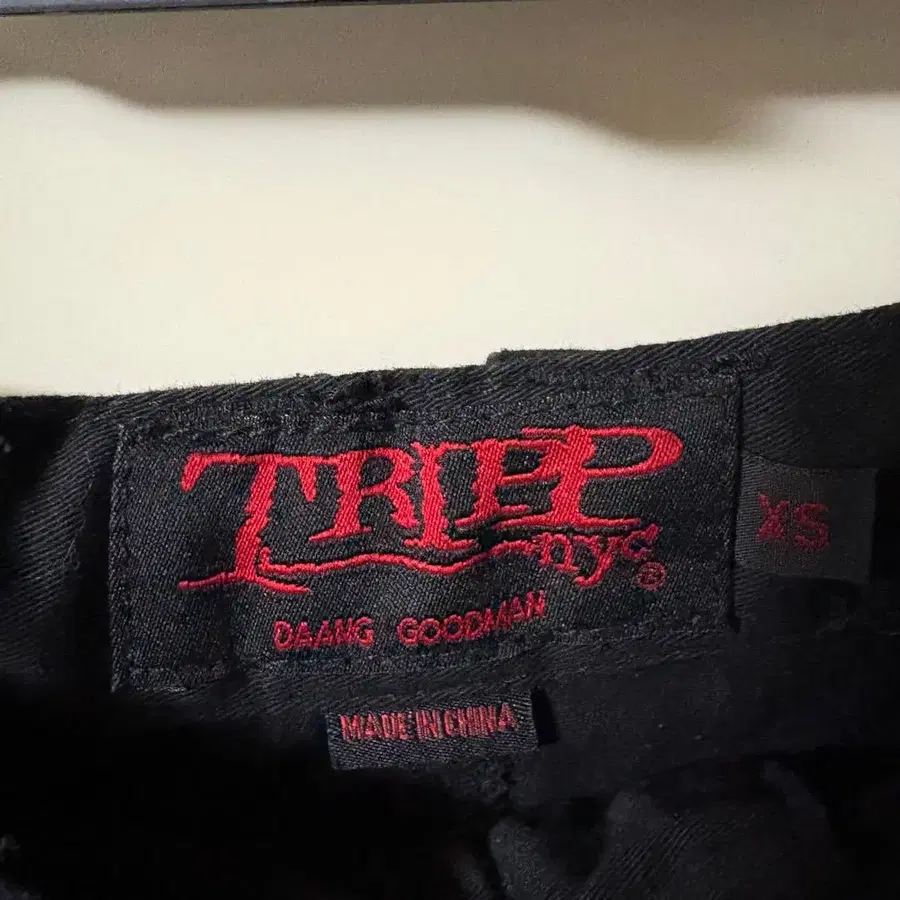 TRIPP
nyc®
DAANG GOODMAN
XS
MADE IN CHINA